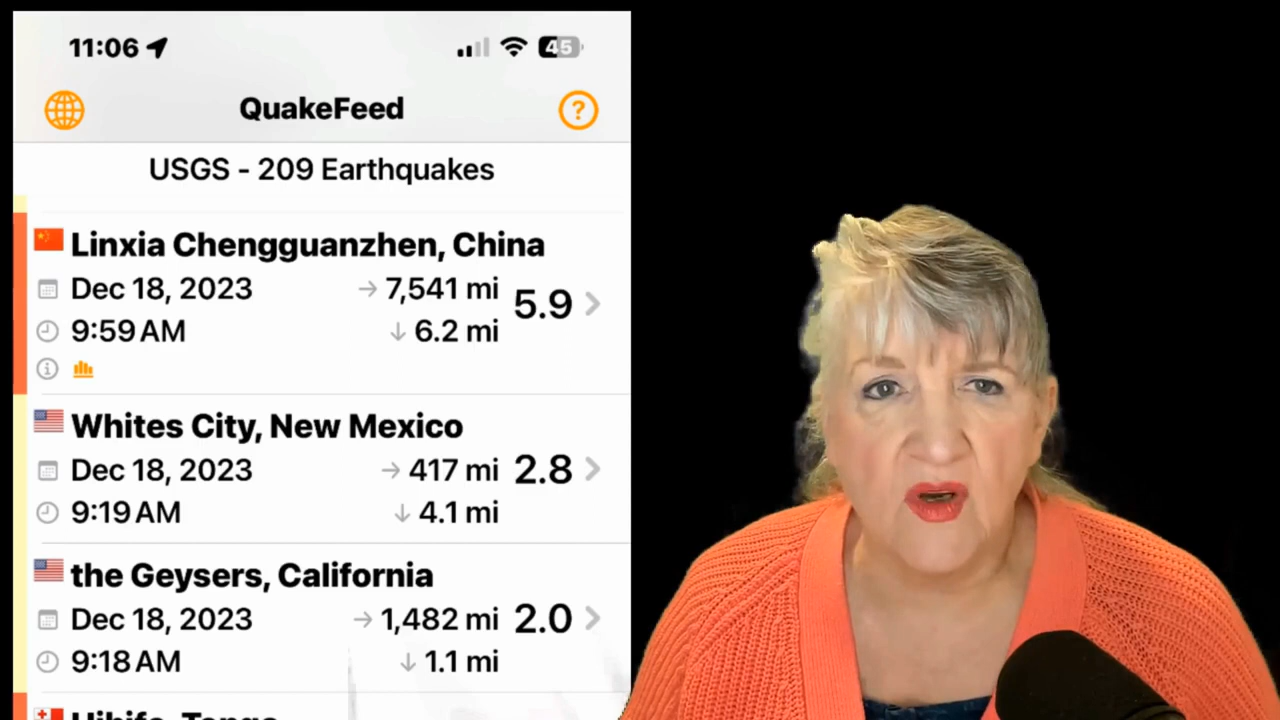 11:06
45
QuakeFeed
?
USGS - 209 Earthquakes
Linxia Chengguanzhen, China
Dec 18, 2023
→ 7,541 mi
5.9
9:59 AM
↓ 6.2 mi
Whites City, New Mexico
Dec 18, 2023
→ 417 mi
2.8
9:19 AM
↓ 4.1 mi
the Geysers, California
Dec 18, 2023
→ 1,482 mi
2.0
9:18 AM
↓ 1.1 mi
Hihifo, Tonga